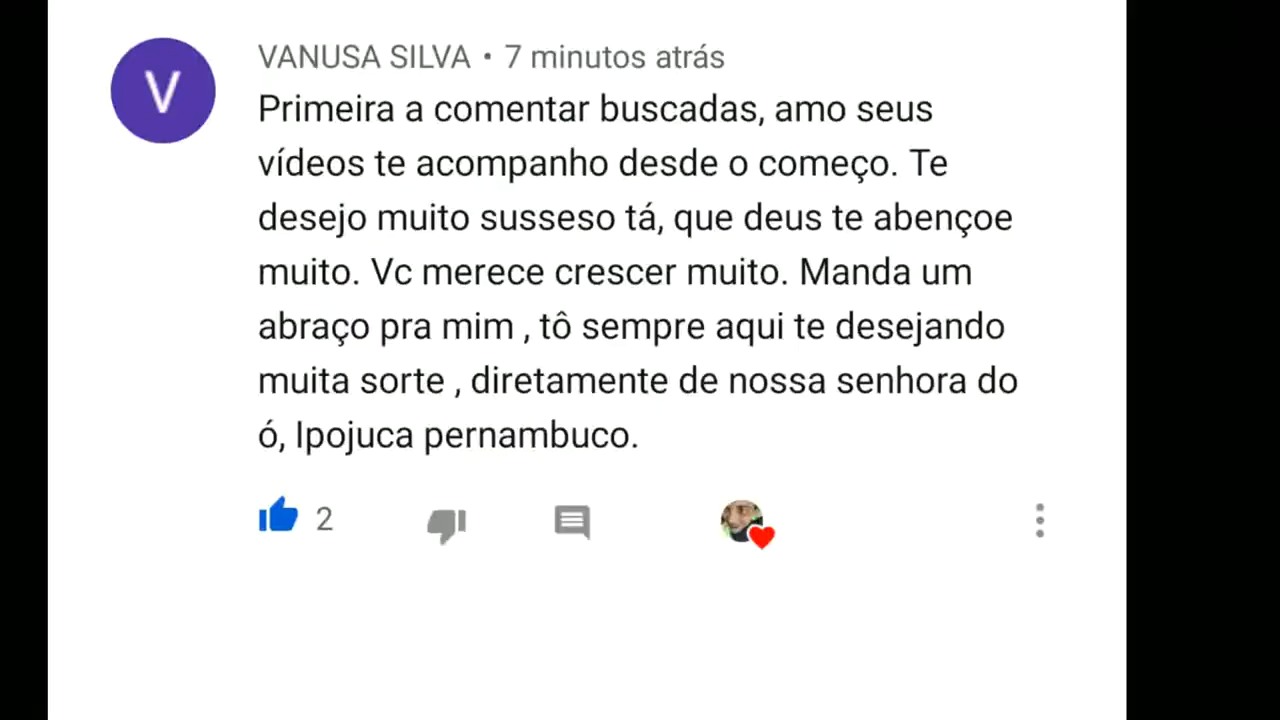 V
VANUSA SILVA • 7 minutos atrás
Primeira a comentar buscadas, amo seus
vídeos te acompanho desde o começo. Te
desejo muito susseso tá, que deus te abençoe
muito. Vc merece crescer muito. Manda um
abraço pra mim , tô sempre aqui te desejando
muita sorte , diretamente de nossa senhora do
ó, Ipojuca pernambuco.
2